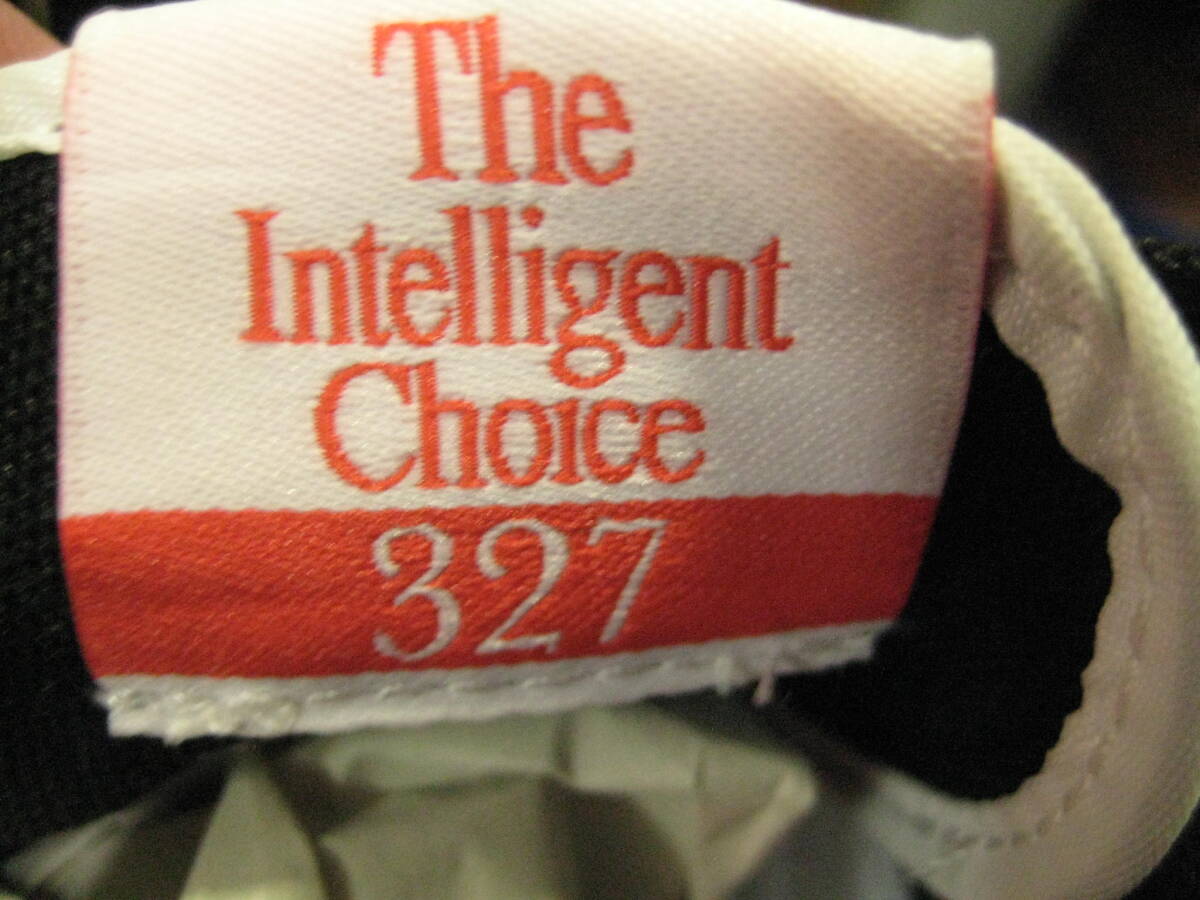 The
Intelligent
Choice
327